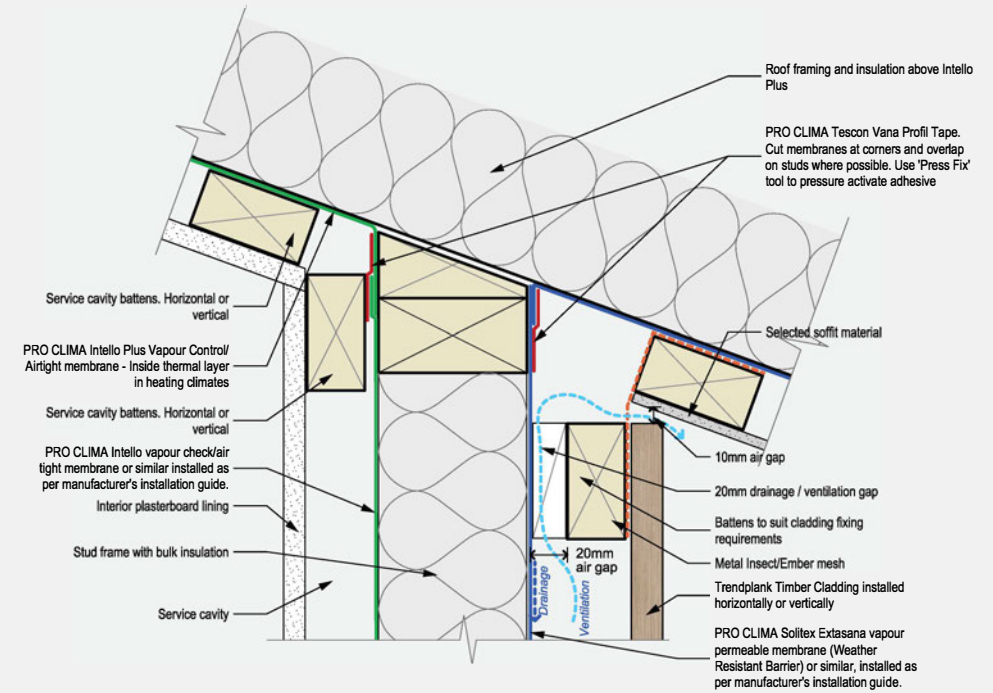 Roof framing and insulation above Intello
Plus
PRO CLIMA Tescon Vana Profil Tape.
Cut membranes at corners and overlap
on studs where possible. Use 'Press Fix'
tool to pressure activate adhesive
Service cavity battens. Horizontal or
vertical
PRO CLIMA Intello Plus Vapour Control/
Airtight membrane - Inside thermal layer
in heating climates
Service cavity battens. Horizontal or
vertical
PRO CLIMA Intello vapour check/air
tight membrane or similar installed as
per manufacturer's installation guide.
Interior plasterboard lining
Stud frame with bulk insulation
Service cavity
Selected soffit material
10mm air gap
20mm drainage / ventilation gap
Battens to suit cladding fixing
requirements
Metal Insect/Ember mesh
Trendplank Timber Cladding installed
horizontally or vertically
PRO CLIMA Solitex Extasana vapour
permeable membrane (Weather
Resistant Barrier) or similar, installed as
per manufacturer's installation guide.
20mm
air gap
Drainage
Ventilation